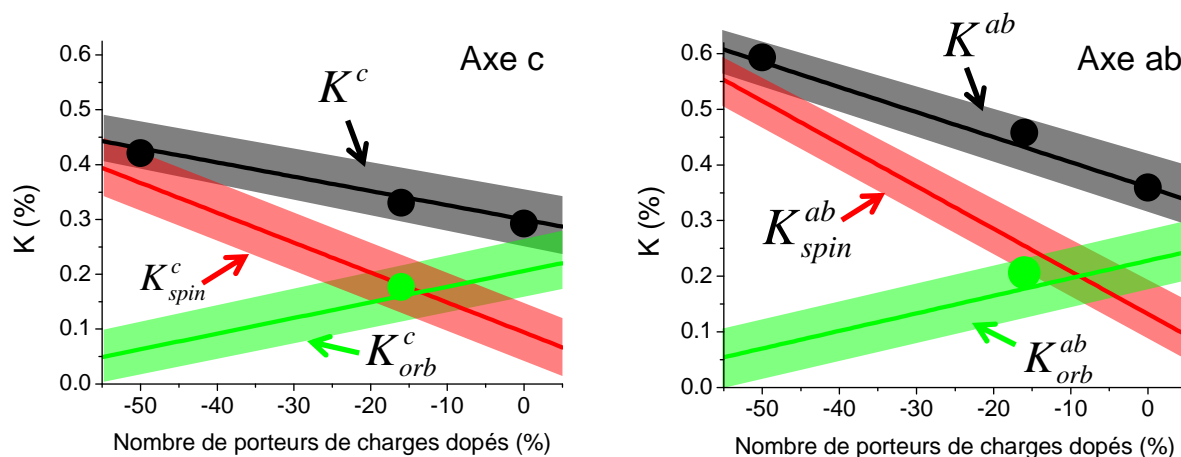 Axe c
K^c
K^c_spin
K^c_orb
K (%)
0.6
0.5
0.4
0.3
0.2
0.1
0.0
-50 -40 -30 -20 -10 0
Nombre de porteurs de charges dopés (%)
Axe ab
K^ab
K^ab_spin
K^ab_orb
K (%)
0.6
0.5
0.4
0.3
0.2
0.1
0.0
-50 -40 -30 -20 -10 0
Nombre de porteurs de charges dopés (%)